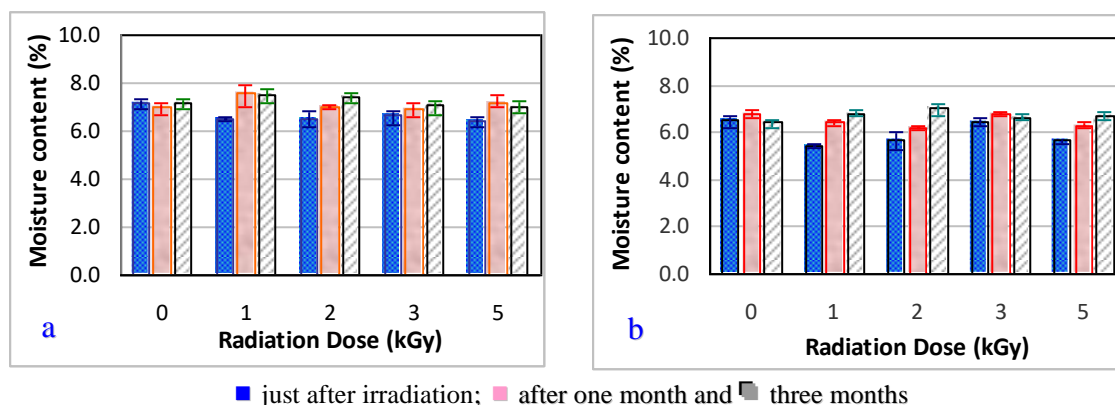 Moisture content (%)
10.0
8.0
6.0
4.0
2.0
0.0
0 1 2 3 5
Radiation Dose (kGy)
a
Moisture content (%)
10.0
8.0
6.0
4.0
2.0
0.0
0 1 2 3 5
Radiation Dose (kGy)
b
just after irradiation; after one month and three months